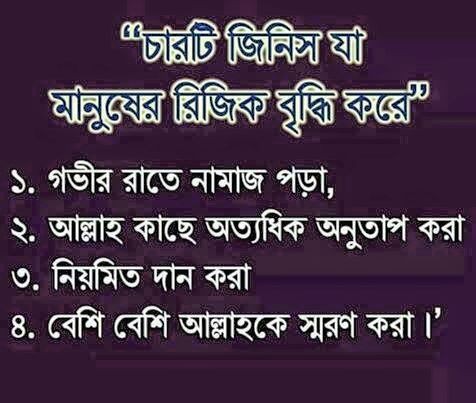 “চারটি জিনিস যা
মানুষের রিজিক বৃদ্ধি করে”
১. গভীর রাতে নামাজ পড়া,
২. আল্লাহ কাছে অত্যধিক অনুতাপ করা
৩. নিয়মিত দান করা
৪. বেশি বেশি আল্লাহকে স্মরণ করা।’